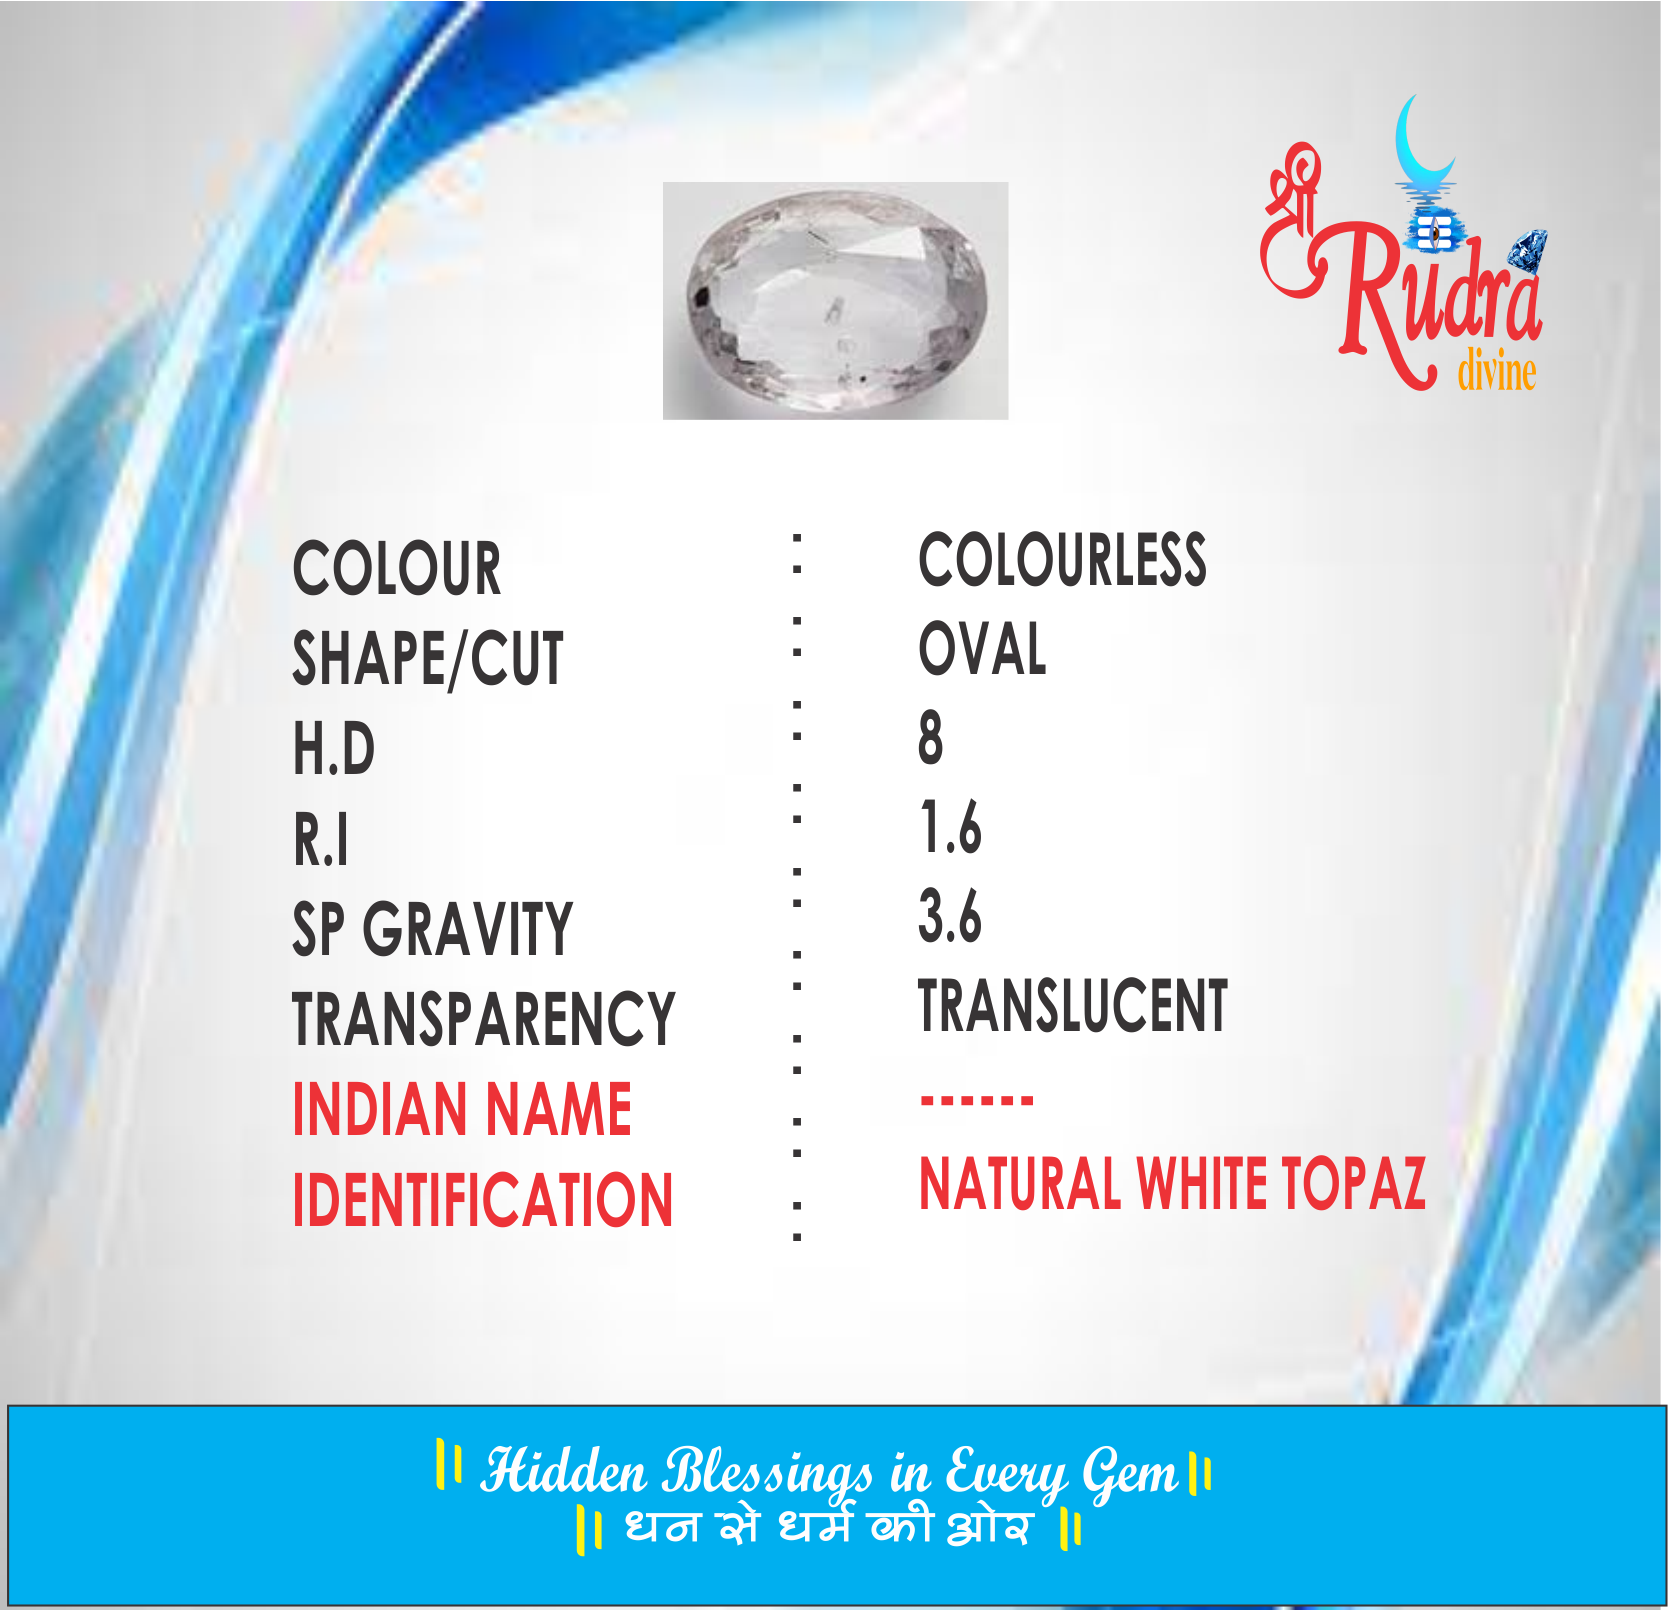 श्री Rudra
divine
COLOUR : COLOURLESS
SHAPE/CUT : OVAL
H.D : 8
R.I : 1.6
SP GRAVITY : 3.6
TRANSPARENCY : TRANSLUCENT
INDIAN NAME : ------
IDENTIFICATION : NATURAL WHITE TOPAZ
|| Hidden Blessings in Every Gem ||
|| धन से धर्म की ओर ||